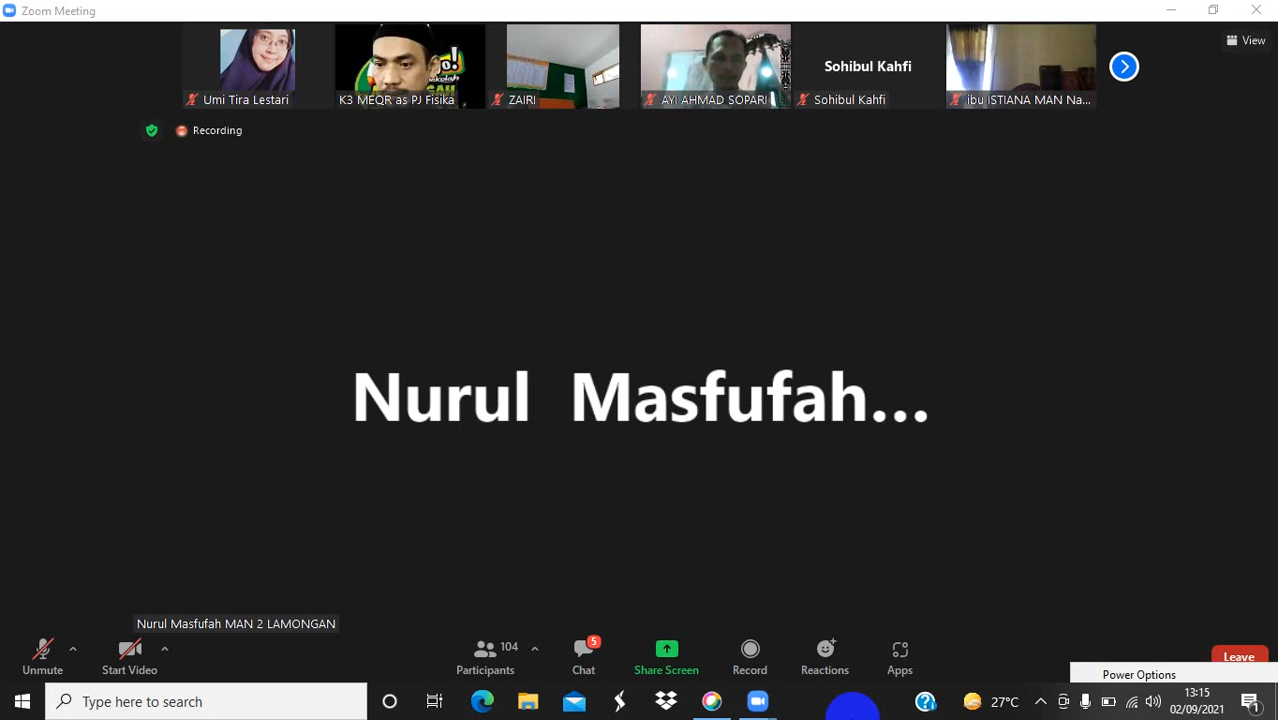 Zoom Meeting
View
Umi Tira Lestari
K3 MEQR as PJ Fisika
ZAIRI
AYI AHMAD SOPARI
Sohibul Kahfi
Sohibul Kahfi
ibu ISTIANA MAN Na...
Recording
Nurul Masfufah...
Nurul Masfufah MAN 2 LAMONGAN
Unmute
Start Video
104
Participants
5
Chat
Share Screen
Record
Reactions
Apps
Leave
Power Options
Type here to search
27°C
13:15
02/09/2021
1